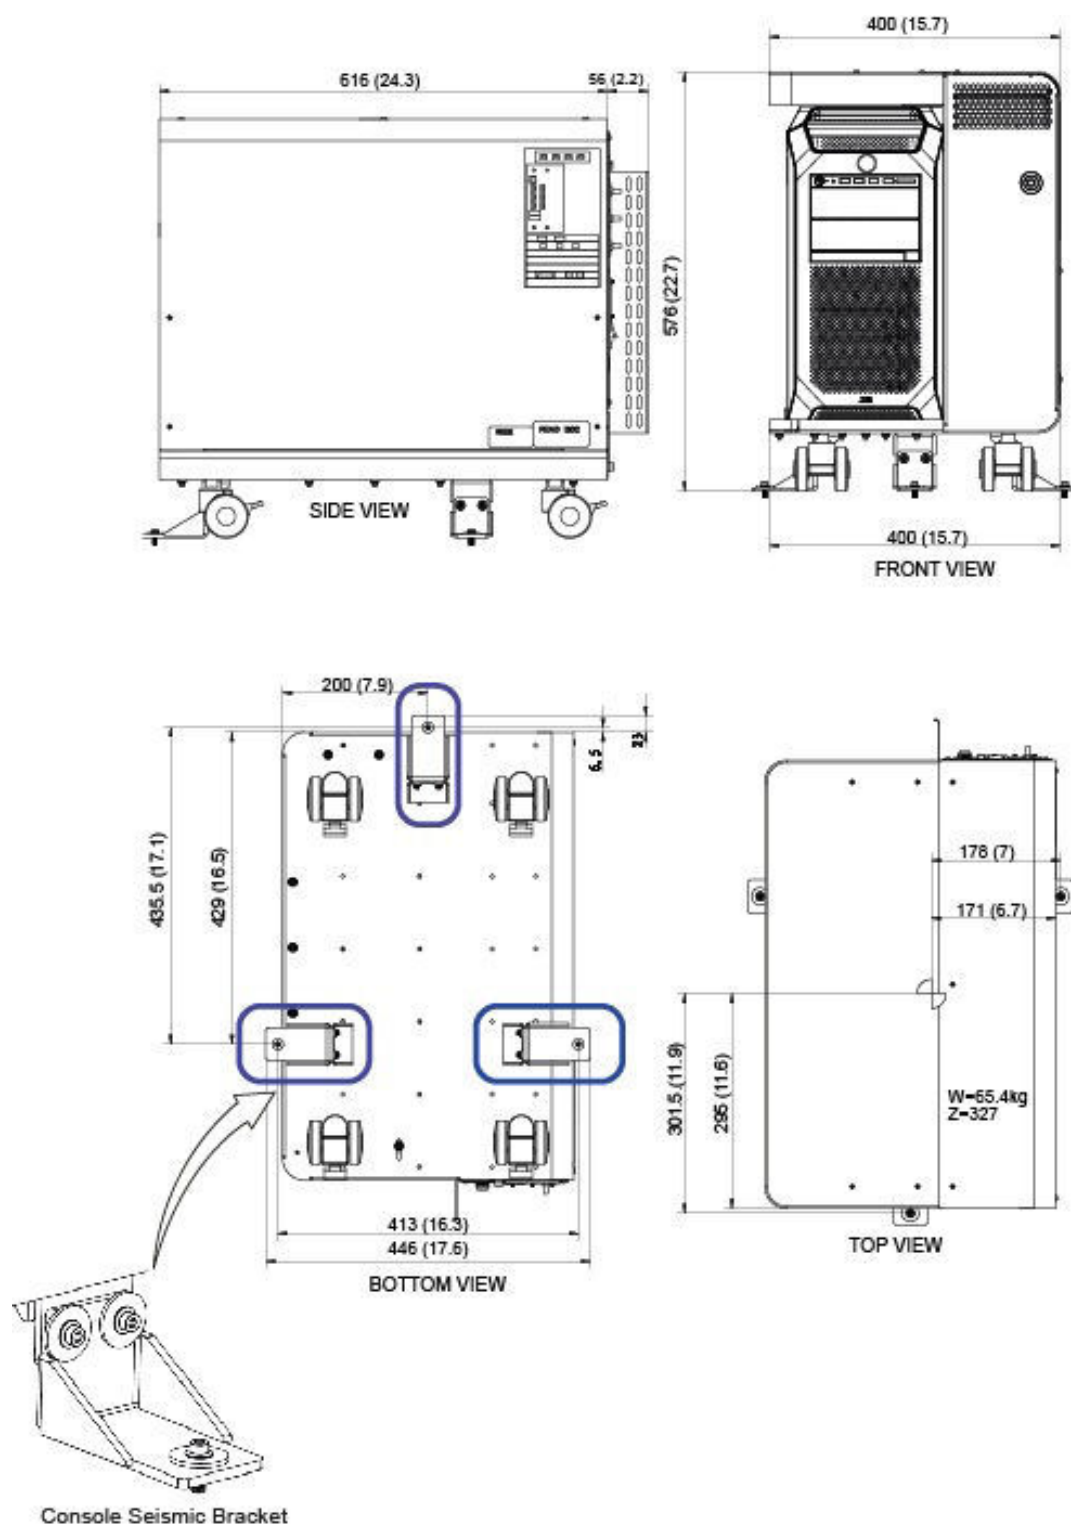 400 (15.7)
616 (24.3)
56 (2.2)
576 (22.7)
SIDE VIEW
400 (15.7)
FRONT VIEW
200 (7.9)
6.5
23
435.5 (17.1)
429 (16.5)
413 (16.3)
446 (17.6)
BOTTOM VIEW
178 (7)
171 (6.7)
301.5 (11.9)
295 (11.6)
W=65.4kg
Z=327
TOP VIEW
Console Seismic Bracket